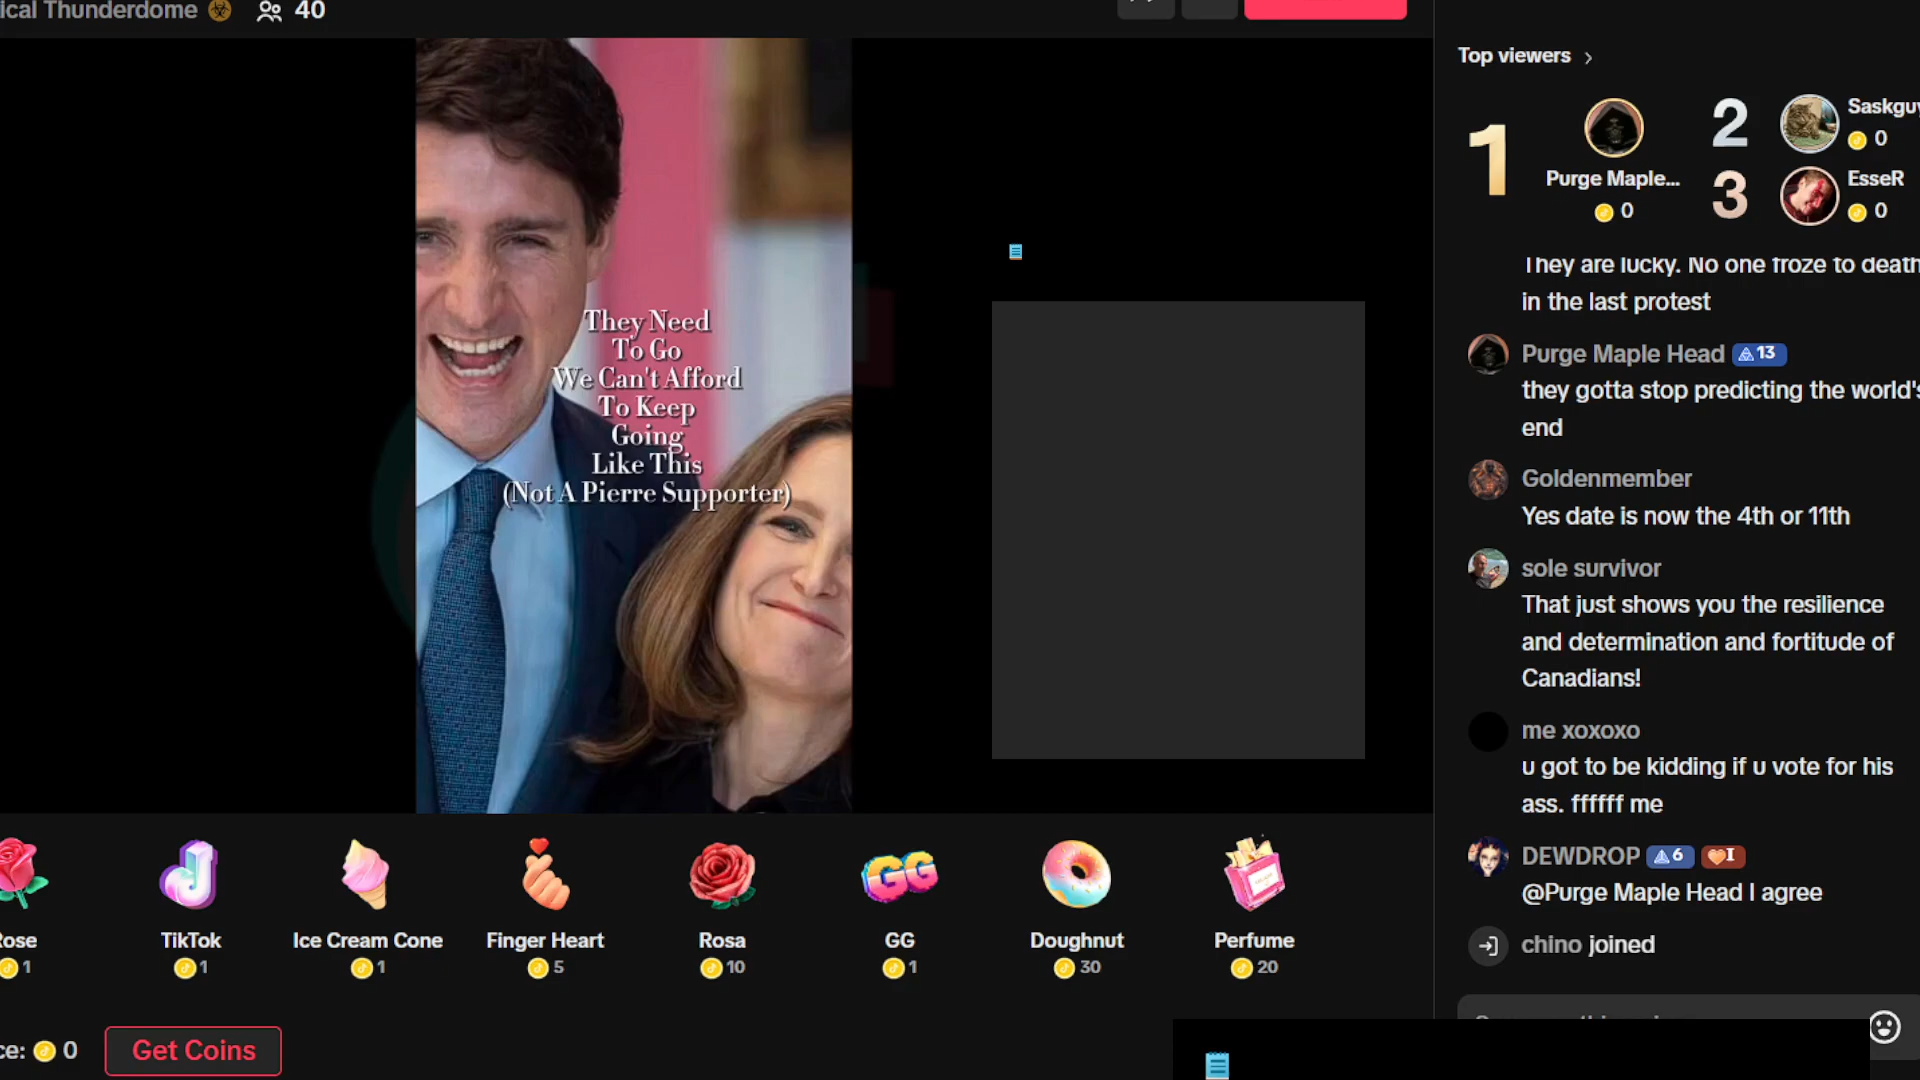 ical Thunderdome 40
They Need
To Go
We Can't Afford
To Keep
Going
Like This
(Not A Pierre Supporter)
Top viewers
1
Purge Maple...
0
2
Saskguy
0
3
EsseR
0
They are lucky. No one froze to death
in the last protest
Purge Maple Head 13
they gotta stop predicting the world's
end
Goldenmember
Yes date is now the 4th or 11th
sole survivor
That just shows you the resilience
and determination and fortitude of
Canadians!
me xoxoxo
u got to be kidding if u vote for his
ass. ffffff me
DEWDROP 6 I
@Purge Maple Head I agree
chino joined
Rose
1
TikTok
1
Ice Cream Cone
1
Finger Heart
5
Rosa
10
GG
1
Doughnut
30
Perfume
20
ce: 0
Get Coins